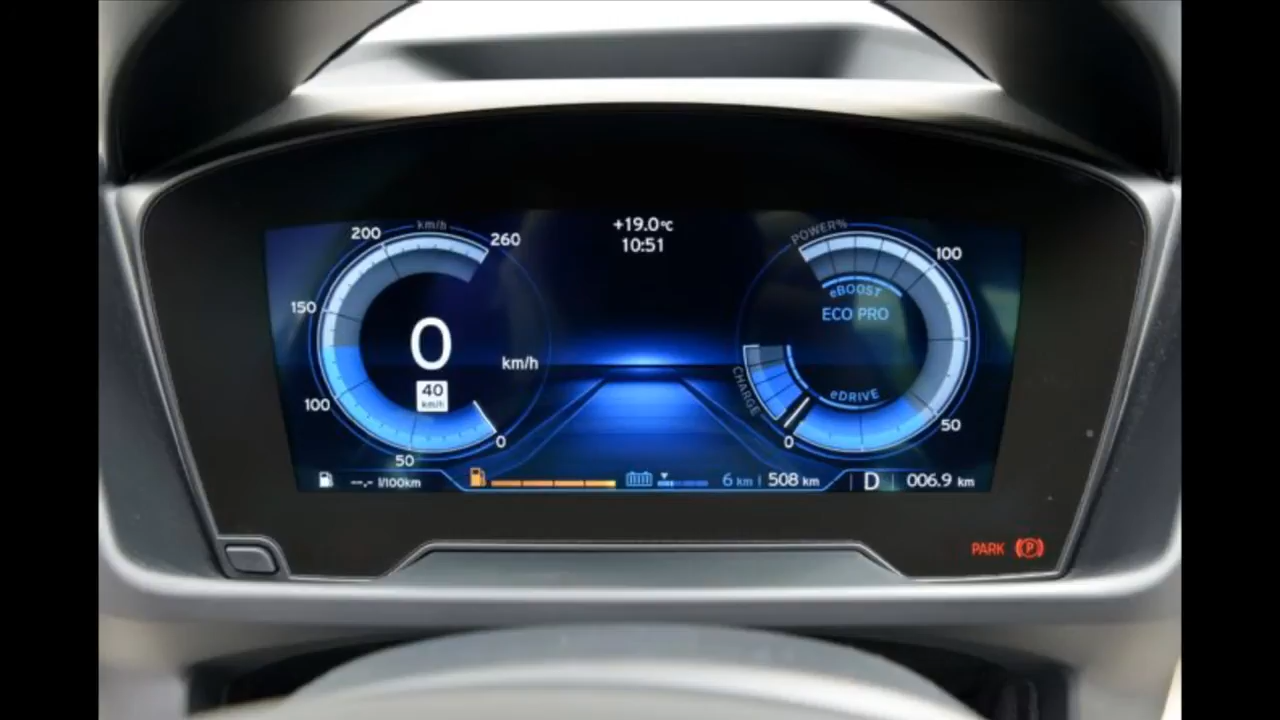 +19.0°C
10:51
km/h
200
260
150
100
50
0
0
km/h
40
km/h
POWER%
100
eBOOST
ECO PRO
eDRIVE
CHARGE
0
50
--,- l/100km
6 km
508 km
D
006.9 km
PARK P